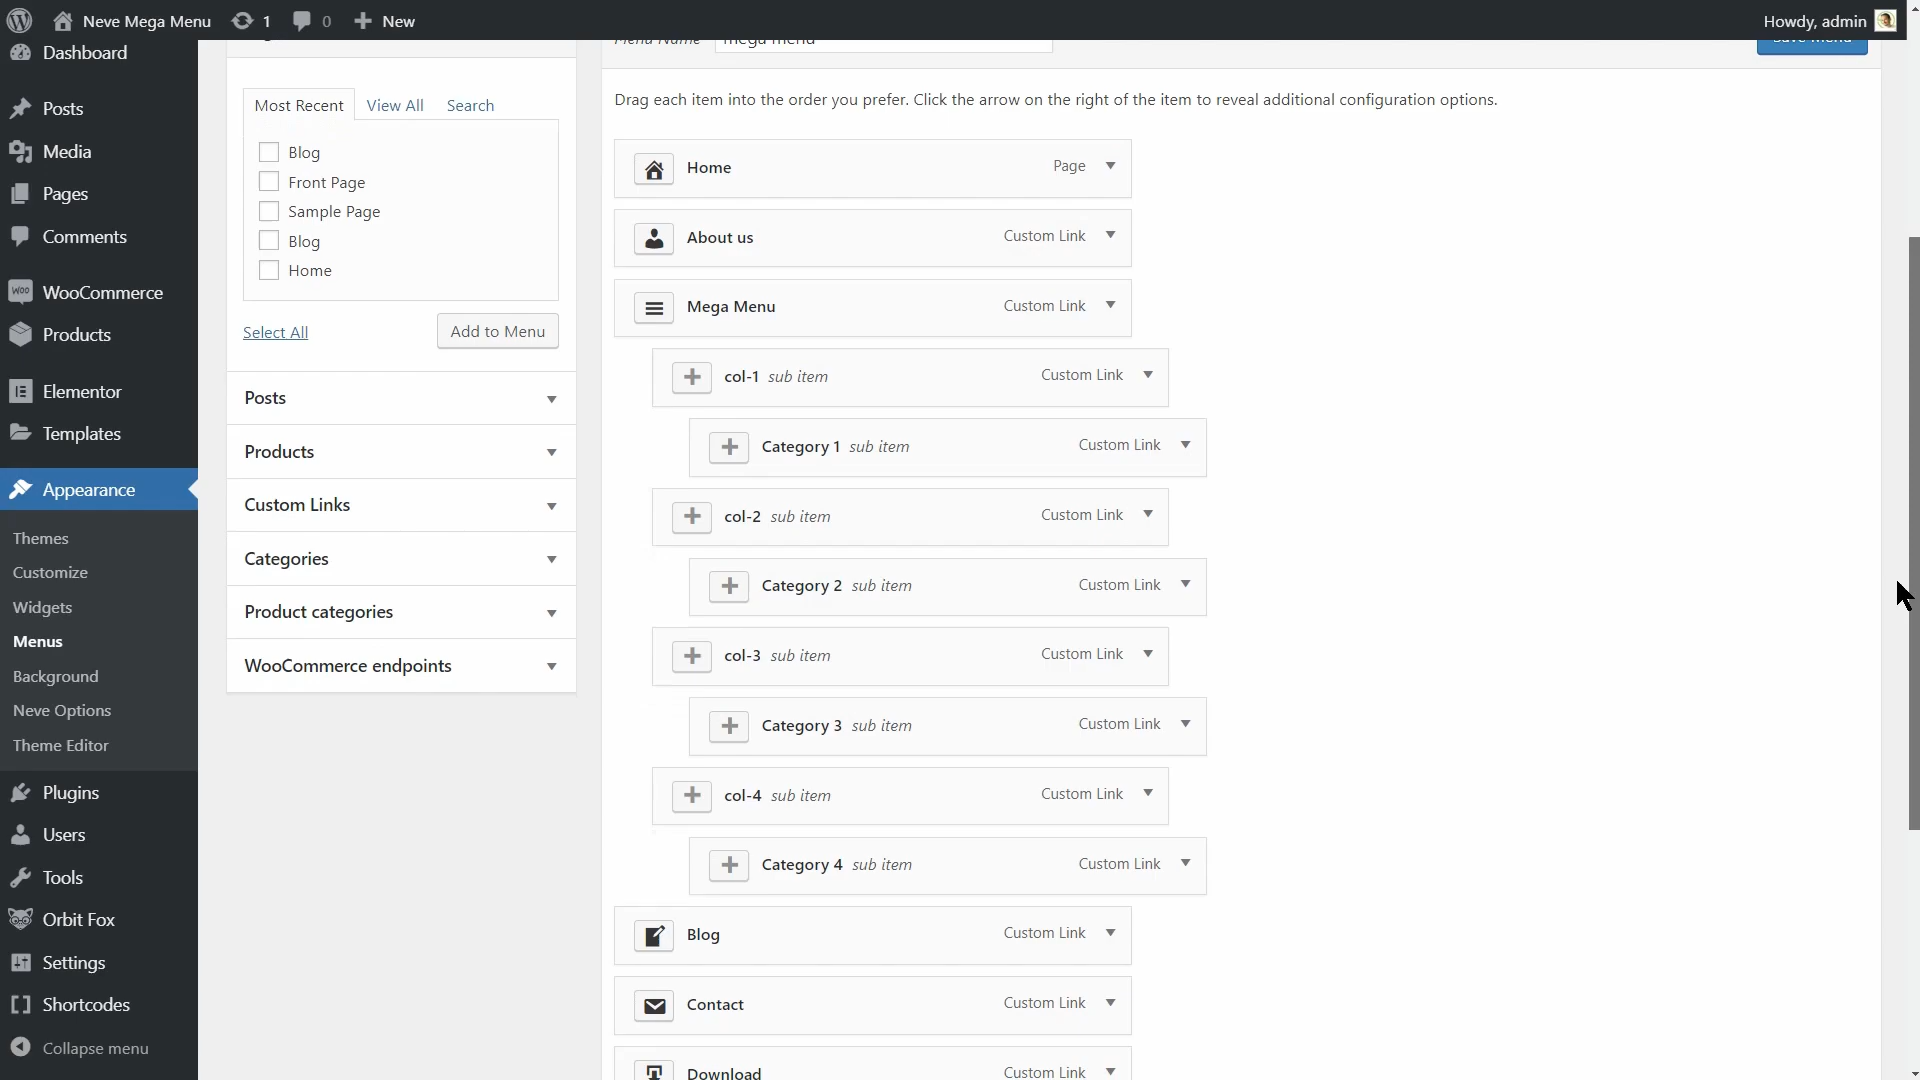 Neve Mega Menu 1 0 New Howdy, admin
Dashboard
Posts
Media
Pages
Comments
WooCommerce
Products
Elementor
Templates
Appearance
Themes
Customize
Widgets
Menus
Background
Neve Options
Theme Editor
Plugins
Users
Tools
Orbit Fox
Settings
Shortcodes
Collapse menu
Most Recent View All Search
Blog
Front Page
Sample Page
Blog
Home
Select All Add to Menu
Posts
Products
Custom Links
Categories
Product categories
WooCommerce endpoints
Menu Name mega menu Save Menu
Drag each item into the order you prefer. Click the arrow on the right of the item to reveal additional configuration options.
Home Page
About us Custom Link
Mega Menu Custom Link
col-1 sub item Custom Link
Category 1 sub item Custom Link
col-2 sub item Custom Link
Category 2 sub item Custom Link
col-3 sub item Custom Link
Category 3 sub item Custom Link
col-4 sub item Custom Link
Category 4 sub item Custom Link
Blog Custom Link
Contact Custom Link
Download Custom Link